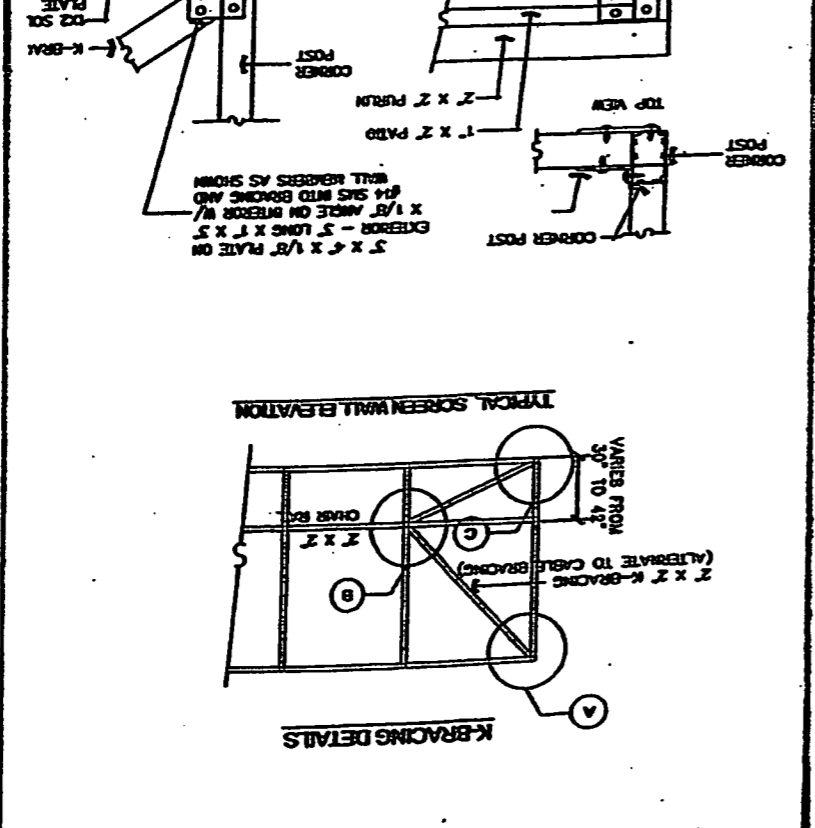 K-BRACING DETAILS
A
B
2" X 2" K-BRACING
(ALTERNATE TO CABLE BRACING)
C
2" X 2"
CHAIR RA
VARIES FROM
30" TO 42"
TYPICAL SCREEN WALL ELEVATION
CORNER POST
2" X 4" X 1/8" PLATE ON
EXTERIOR - 2" LONG X 1" X 2"
X 1/8" ANGLE ON INTERIOR W/
#14 SMS INTO BRACING AND
WALL MEMBERS AS SHOWN
CORNER
POST
TOP VIEW
1" X 2" PATIO
2" X 2" PURLIN
CORNER
POST
K-BRAC
PLATE